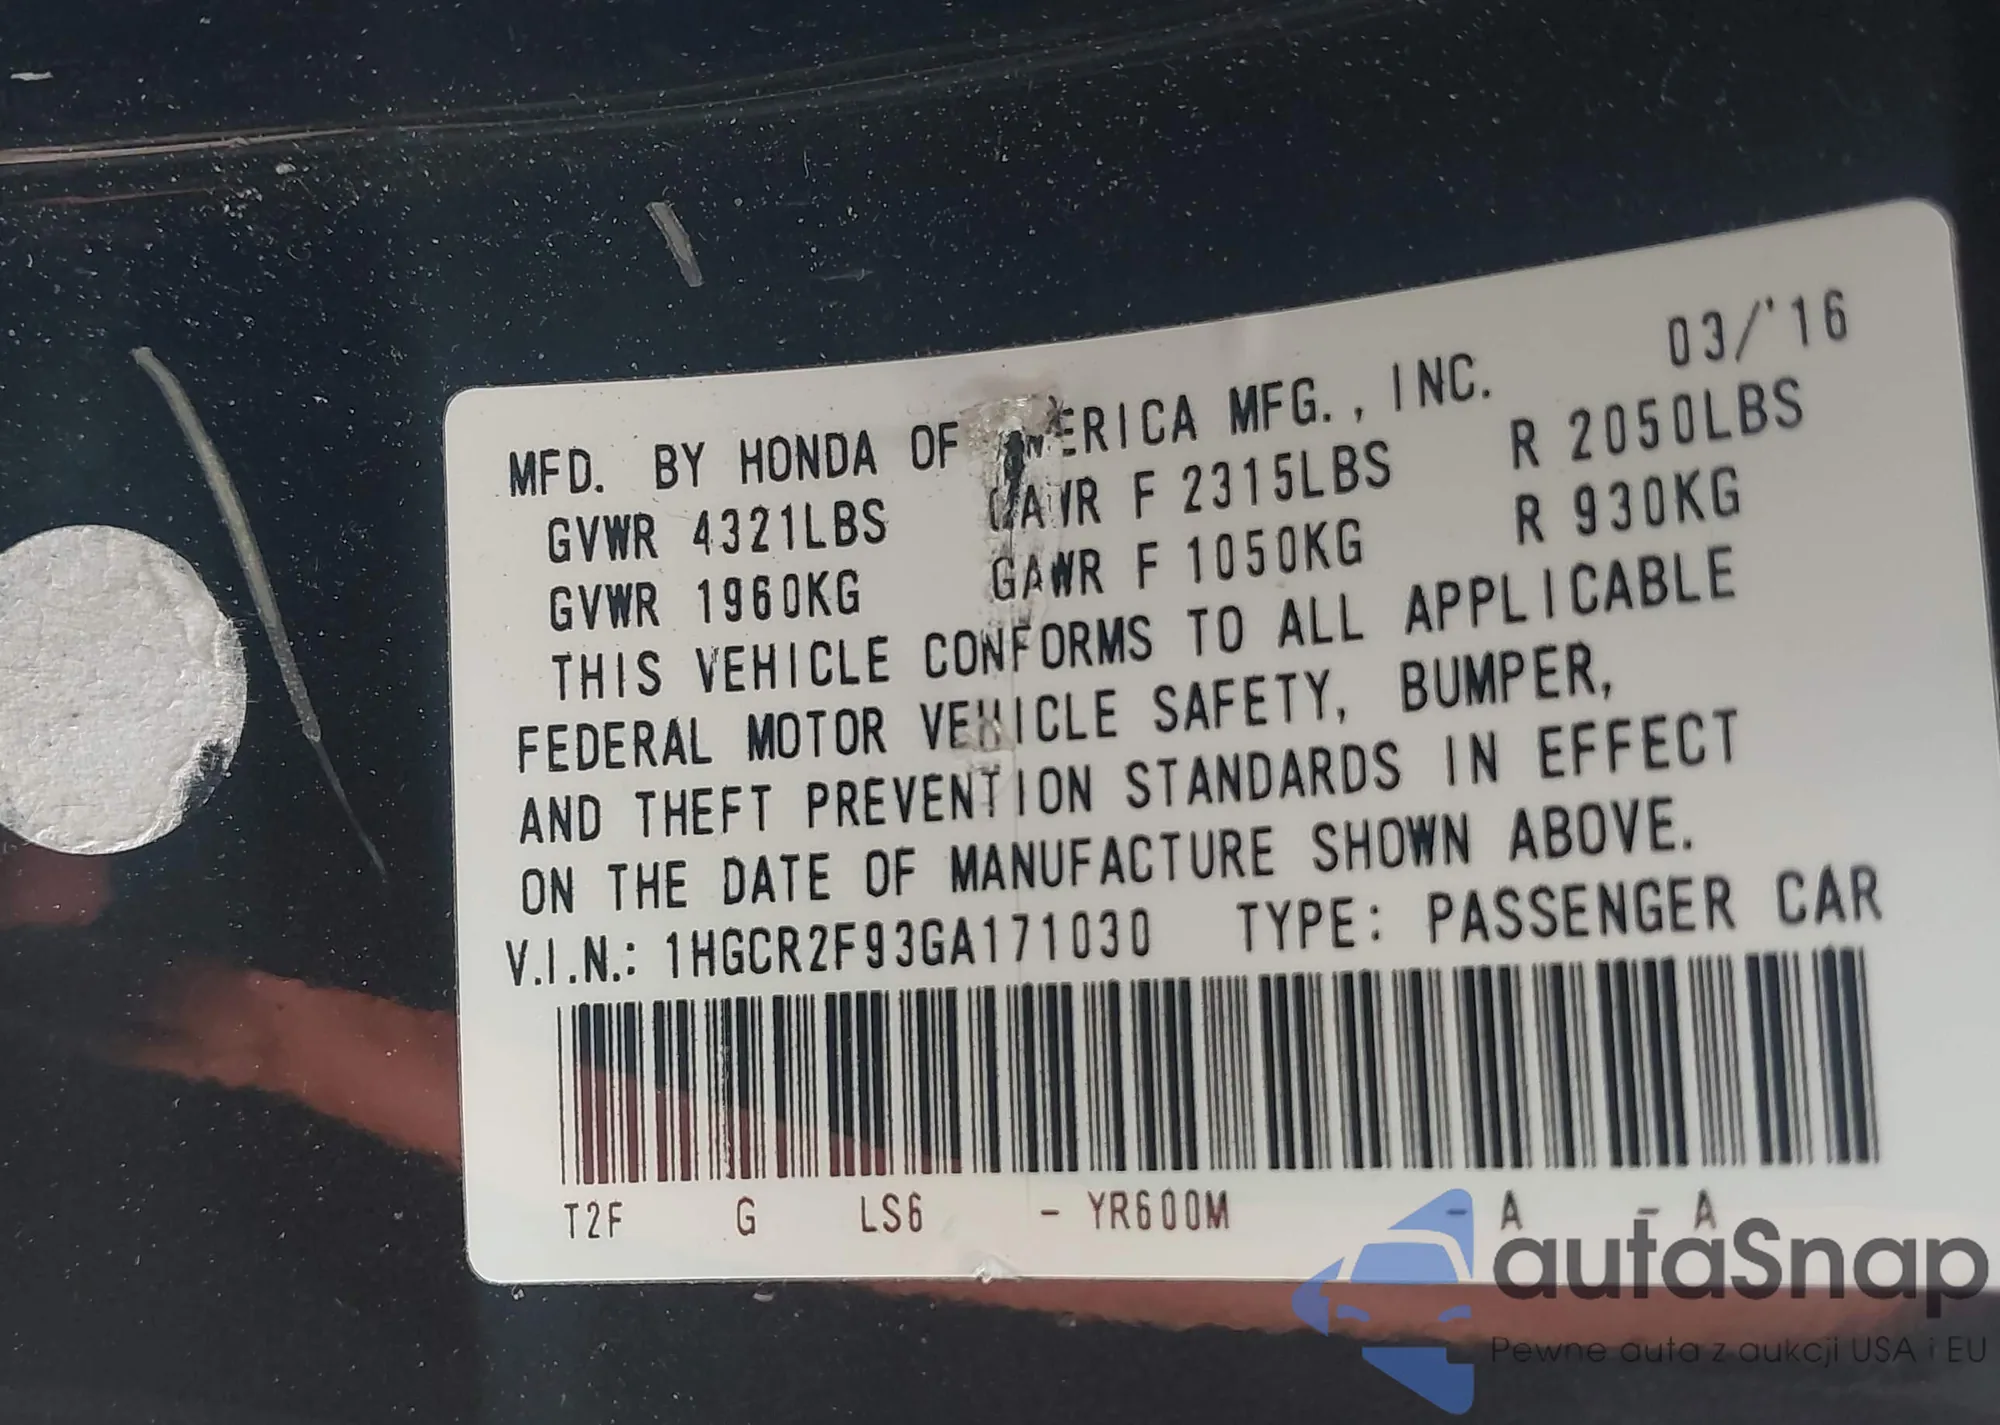 03/'16
MFD. BY HONDA OF AMERICA MFG., INC.
GVWR 4321LBS GAWR F 2315LBS R 2050LBS
GVWR 1960KG GAWR F 1050KG R 930KG
THIS VEHICLE CONFORMS TO ALL APPLICABLE
FEDERAL MOTOR VEHICLE SAFETY, BUMPER,
AND THEFT PREVENTION STANDARDS IN EFFECT
ON THE DATE OF MANUFACTURE SHOWN ABOVE.
V.I.N.: 1HGCR2F93GA171030 TYPE: PASSENGER CAR
T2F G LS6 - YR600M - A - A
autaSnap
Pewne auta z aukcji USA i EU